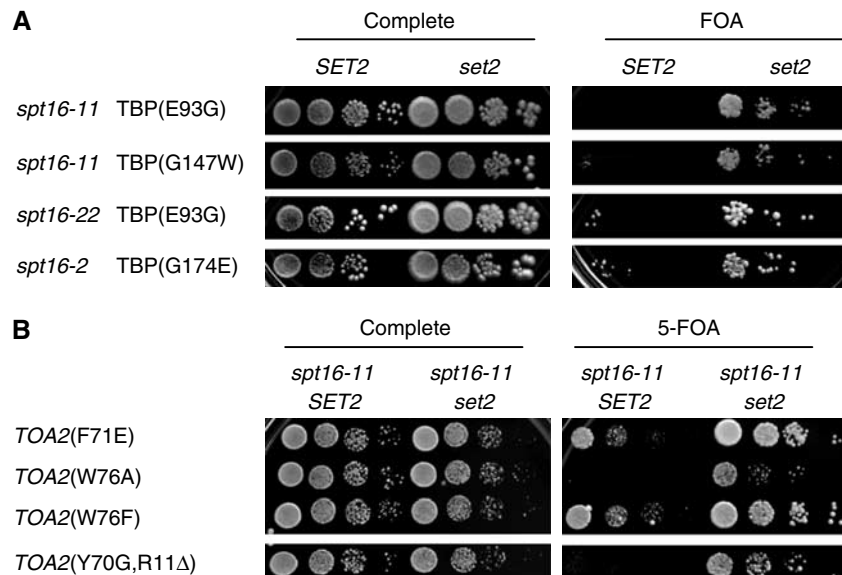 A
Complete FOA
SET2 set2 SET2 set2
spt16-11 TBP(E93G)
spt16-11 TBP(G147W)
spt16-22 TBP(E93G)
spt16-2 TBP(G174E)
B
Complete 5-FOA
spt16-11 spt16-11 spt16-11 spt16-11
SET2 set2 SET2 set2
TOA2(F71E)
TOA2(W76A)
TOA2(W76F)
TOA2(Y70G,R11Δ)